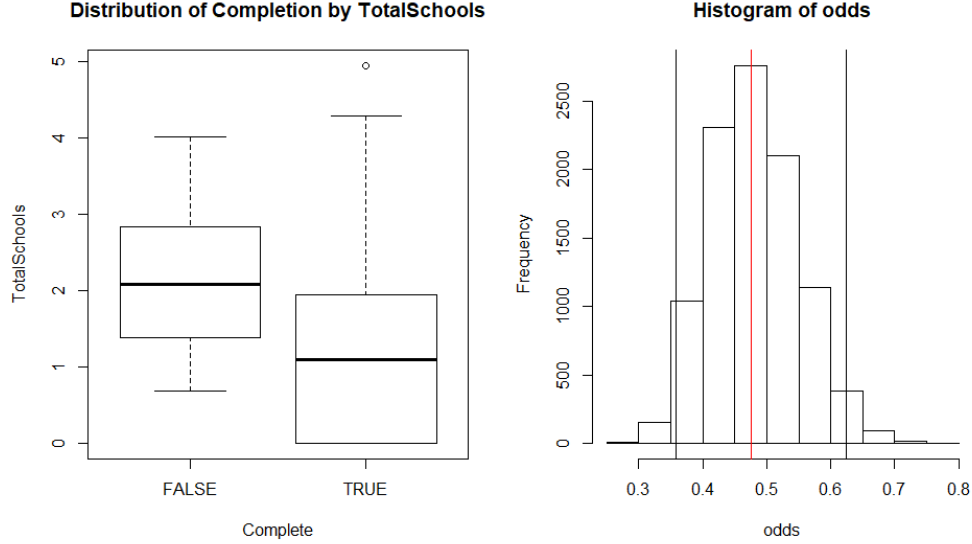 Distribution of Completion by TotalSchools
TotalSchools
5
4
3
2
1
0
FALSE TRUE
Complete
Histogram of odds
Frequency
2500
2000
1500
1000
500
0
0.3 0.4 0.5 0.6 0.7 0.8
odds